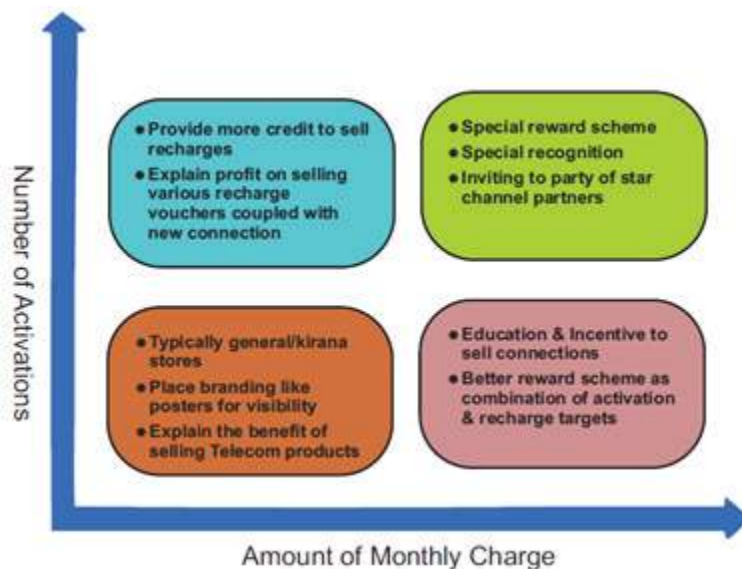 Number of Activations
● Provide more credit to sell
recharges
● Explain profit on selling
various recharge
vouchers coupled with
new connection
● Special reward scheme
● Special recognition
● Inviting to party of star
channel partners
● Typically general/kirana
stores
● Place branding like
posters for visibility
● Explain the benefit of
selling Telecom products
● Education & Incentive to
sell connections
● Better reward scheme as
combination of activation
& recharge targets
Amount of Monthly Charge